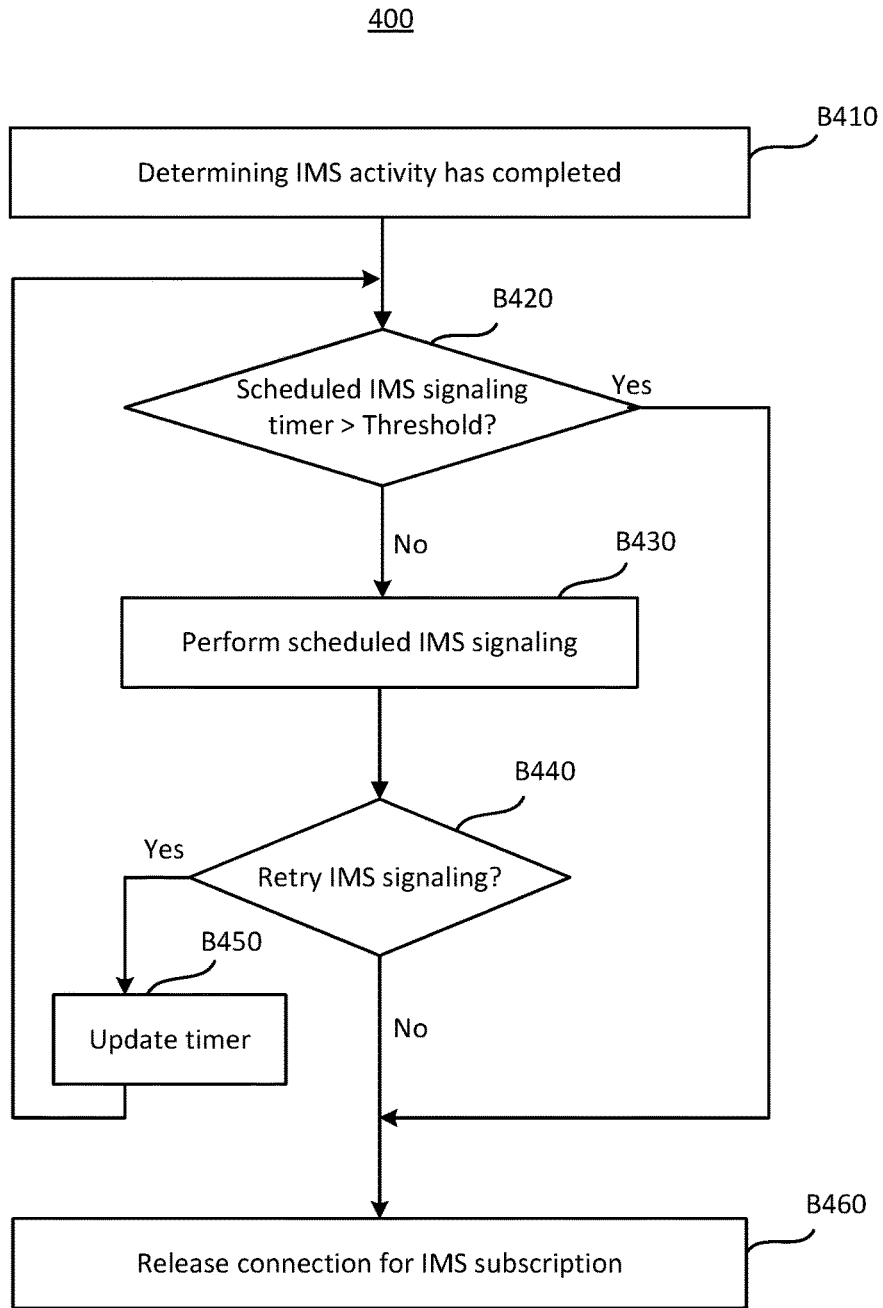 400
B410
Determining IMS activity has completed
B420
Scheduled IMS signaling
timer > Threshold?
Yes
No
B430
Perform scheduled IMS signaling
B440
Yes
Retry IMS signaling?
B450
Update timer
No
B460
Release connection for IMS subscription